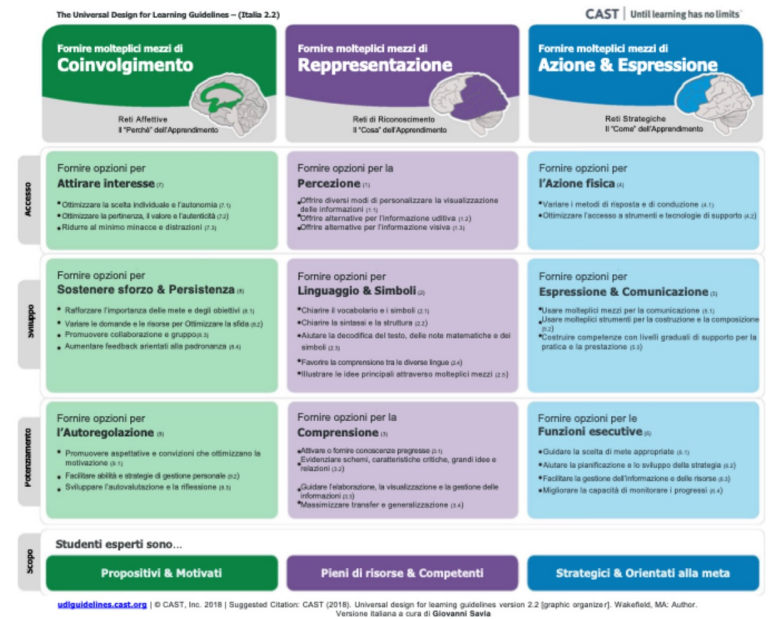 The Universal Design for Learning Guidelines – (Italia 2.2)
CAST | Until learning has no limits
Fornire molteplici mezzi di
Coinvolgimento
Reti Affettive
Il "Perchè" dell'Apprendimento
Fornire molteplici mezzi di
Reppresentazione
Reti di Riconoscimento
Il "Cosa" dell'Apprendimento
Fornire molteplici mezzi di
Azione & Espressione
Reti Strategiche
Il "Come" dell'Apprendimento
Accesso
Fornire opzioni per
Attirare interesse (7)
•Ottimizzare la scelta individuale e l'autonomia (7.1)
•Ottimizzare la pertinenza, il valore e l'autenticità (7.2)
•Ridurre al minimo minacce e distrazioni (7.3)
Fornire opzioni per la
Percezione (1)
•Offrire diversi modi di personalizzare la visualizzazione
delle informazioni (1.1)
•Offrire alternative per l'informazione uditiva (1.2)
•Offrire alternative per l'informazione visiva (1.3)
Fornire opzioni per
l'Azione fisica (4)
•Variare i metodi di risposta e di conduzione (4.1)
•Ottimizzare l'accesso a strumenti e tecnologie di supporto (4.2)
Sviluppo
Fornire opzioni per
Sostenere sforzo & Persistenza (8)
• Rafforzare l'importanza delle mete e degli obiettivi (8.1)
• Variare le domande e le risorse per Ottimizzare la sfida (8.2)
• Promuovere collaborazione e gruppo(8.3)
• Aumentare feedback orientati alla padronanza (8.4)
Fornire opzioni per
Linguaggio & Simboli (2)
•Chiarire il vocabolario e i simboli (2.1)
•Chiarire la sintassi e la struttura (2.2)
•Aiutare la decodifica del testo, delle note matematiche e dei
simboli (2.3)
•Favorire la comprensione tra le diverse lingue (2.4)
•Illustrare le idee principali attraverso molteplici mezzi (2.5)
Fornire opzioni per
Espressione & Comunicazione (5)
•Usare molteplici mezzi per la comunicazione (5.1)
•Usare molteplici strumenti per la costruzione e la composizione
(5.2)
•Costruire competenze con livelli graduali di supporto per la
pratica e la prestazione (5.3)
Potenziamento
Fornire opzioni per
l'Autoregolazione (9)
• Promuovere aspettative e convizioni che ottimizzano la
motivazione (9.1)
• Facilitare abilità e strategie di gestione personale (9.2)
• Sviluppare l'autovalutazione e la riflessione (9.3)
Fornire opzioni per la
Comprensione (3)
•Attivare o fornire conoscenze pregresse (3.1)
•Evidenziare schemi, caratteristiche critiche, grandi idee e
relazioni (3.2)
•Guidare l'elaborazione, la visualizzazione e la gestione delle
informazioni (3.3)
•Massimizzare transfer e generalizzazione (3.4)
Fornire opzioni per le
Funzioni esecutive (6)
•Guidare la scelta di mete appropriate (6.1)
•Aiutare la pianificazione e lo sviluppo della strategia (6.2)
•Facilitare la gestione dell'informazione e delle risorse (6.3)
•Migliorare la capacità di monitorare i progressi (6.4)
Scopo
Studenti esperti sono...
Propositivi & Motivati
Pieni di risorse & Competenti
Strategici & Orientati alla meta
udlguidelines.cast.org | © CAST, Inc. 2018 | Suggested Citation: CAST (2018). Universal design for learning guidelines version 2.2 [graphic organizer]. Wakefield, MA: Author.
Versione italiana a cura di Giovanni Savia